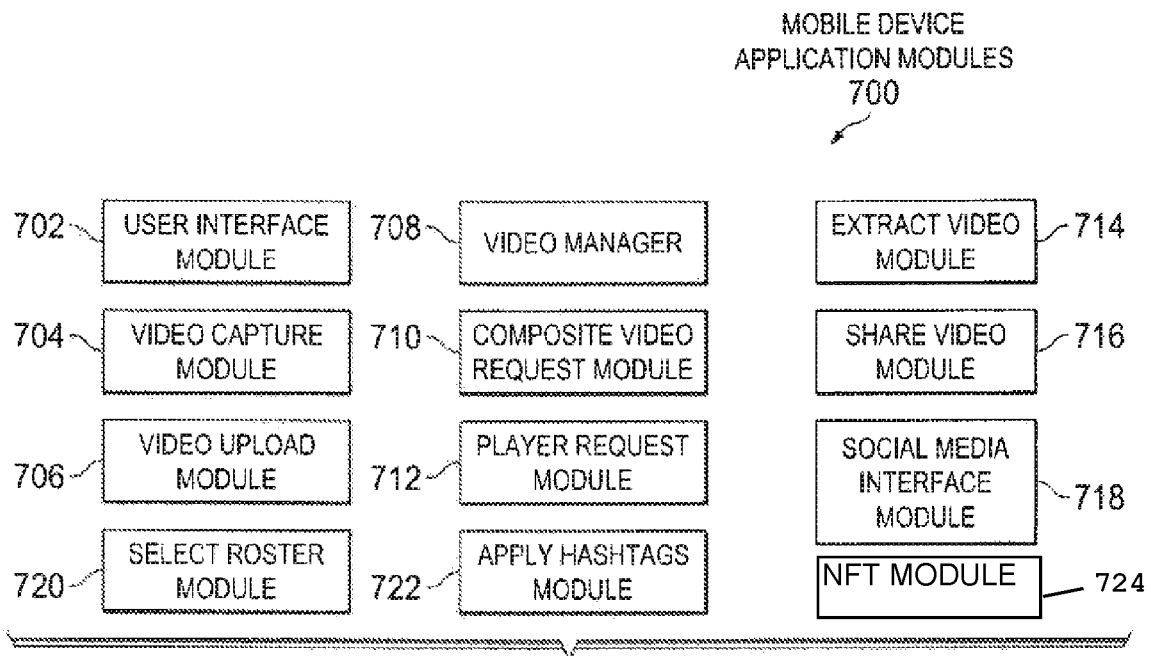 MOBILE DEVICE
APPLICATION MODULES
700
702
USER INTERFACE
MODULE
708
VIDEO MANAGER
EXTRACT VIDEO
MODULE
714
704
VIDEO CAPTURE
MODULE
710
COMPOSITE VIDEO
REQUEST MODULE
SHARE VIDEO
MODULE
716
706
VIDEO UPLOAD
MODULE
712
PLAYER REQUEST
MODULE
SOCIAL MEDIA
INTERFACE
MODULE
718
720
SELECT ROSTER
MODULE
722
APPLY HASHTAGS
MODULE
NFT MODULE
724